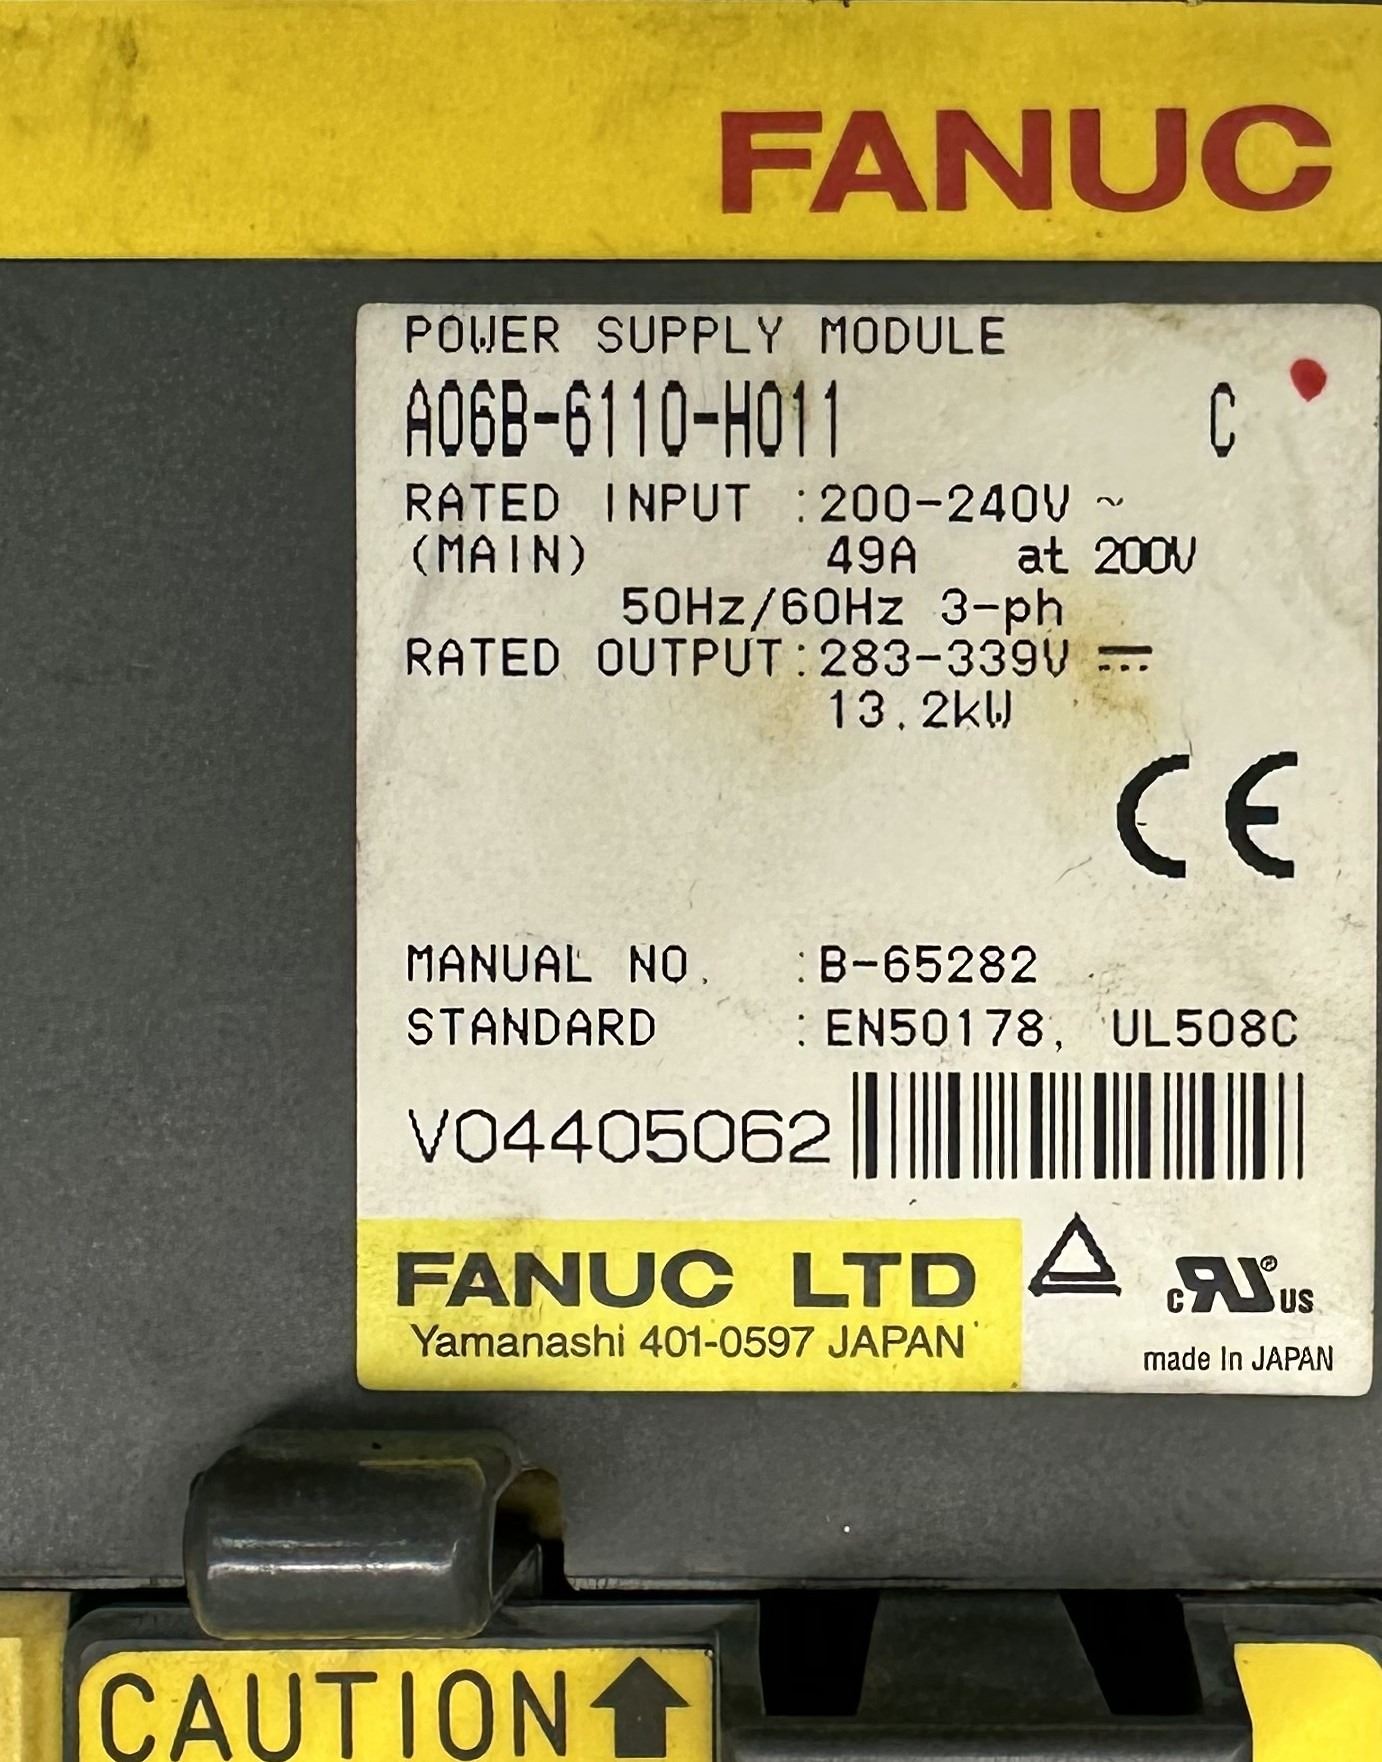 FANUC
POWER SUPPLY MODULE
A06B-6110-H011 C
RATED INPUT :200-240V ~
(MAIN) 49A at 200V
50Hz/60Hz 3-ph
RATED OUTPUT:283-339V ⎓
13.2kW
CE
MANUAL NO. :B-65282
STANDARD :EN50178, UL508C
V04405062
FANUC LTD
Yamanashi 401-0597 JAPAN
c RU ® US
made In JAPAN
CAUTION